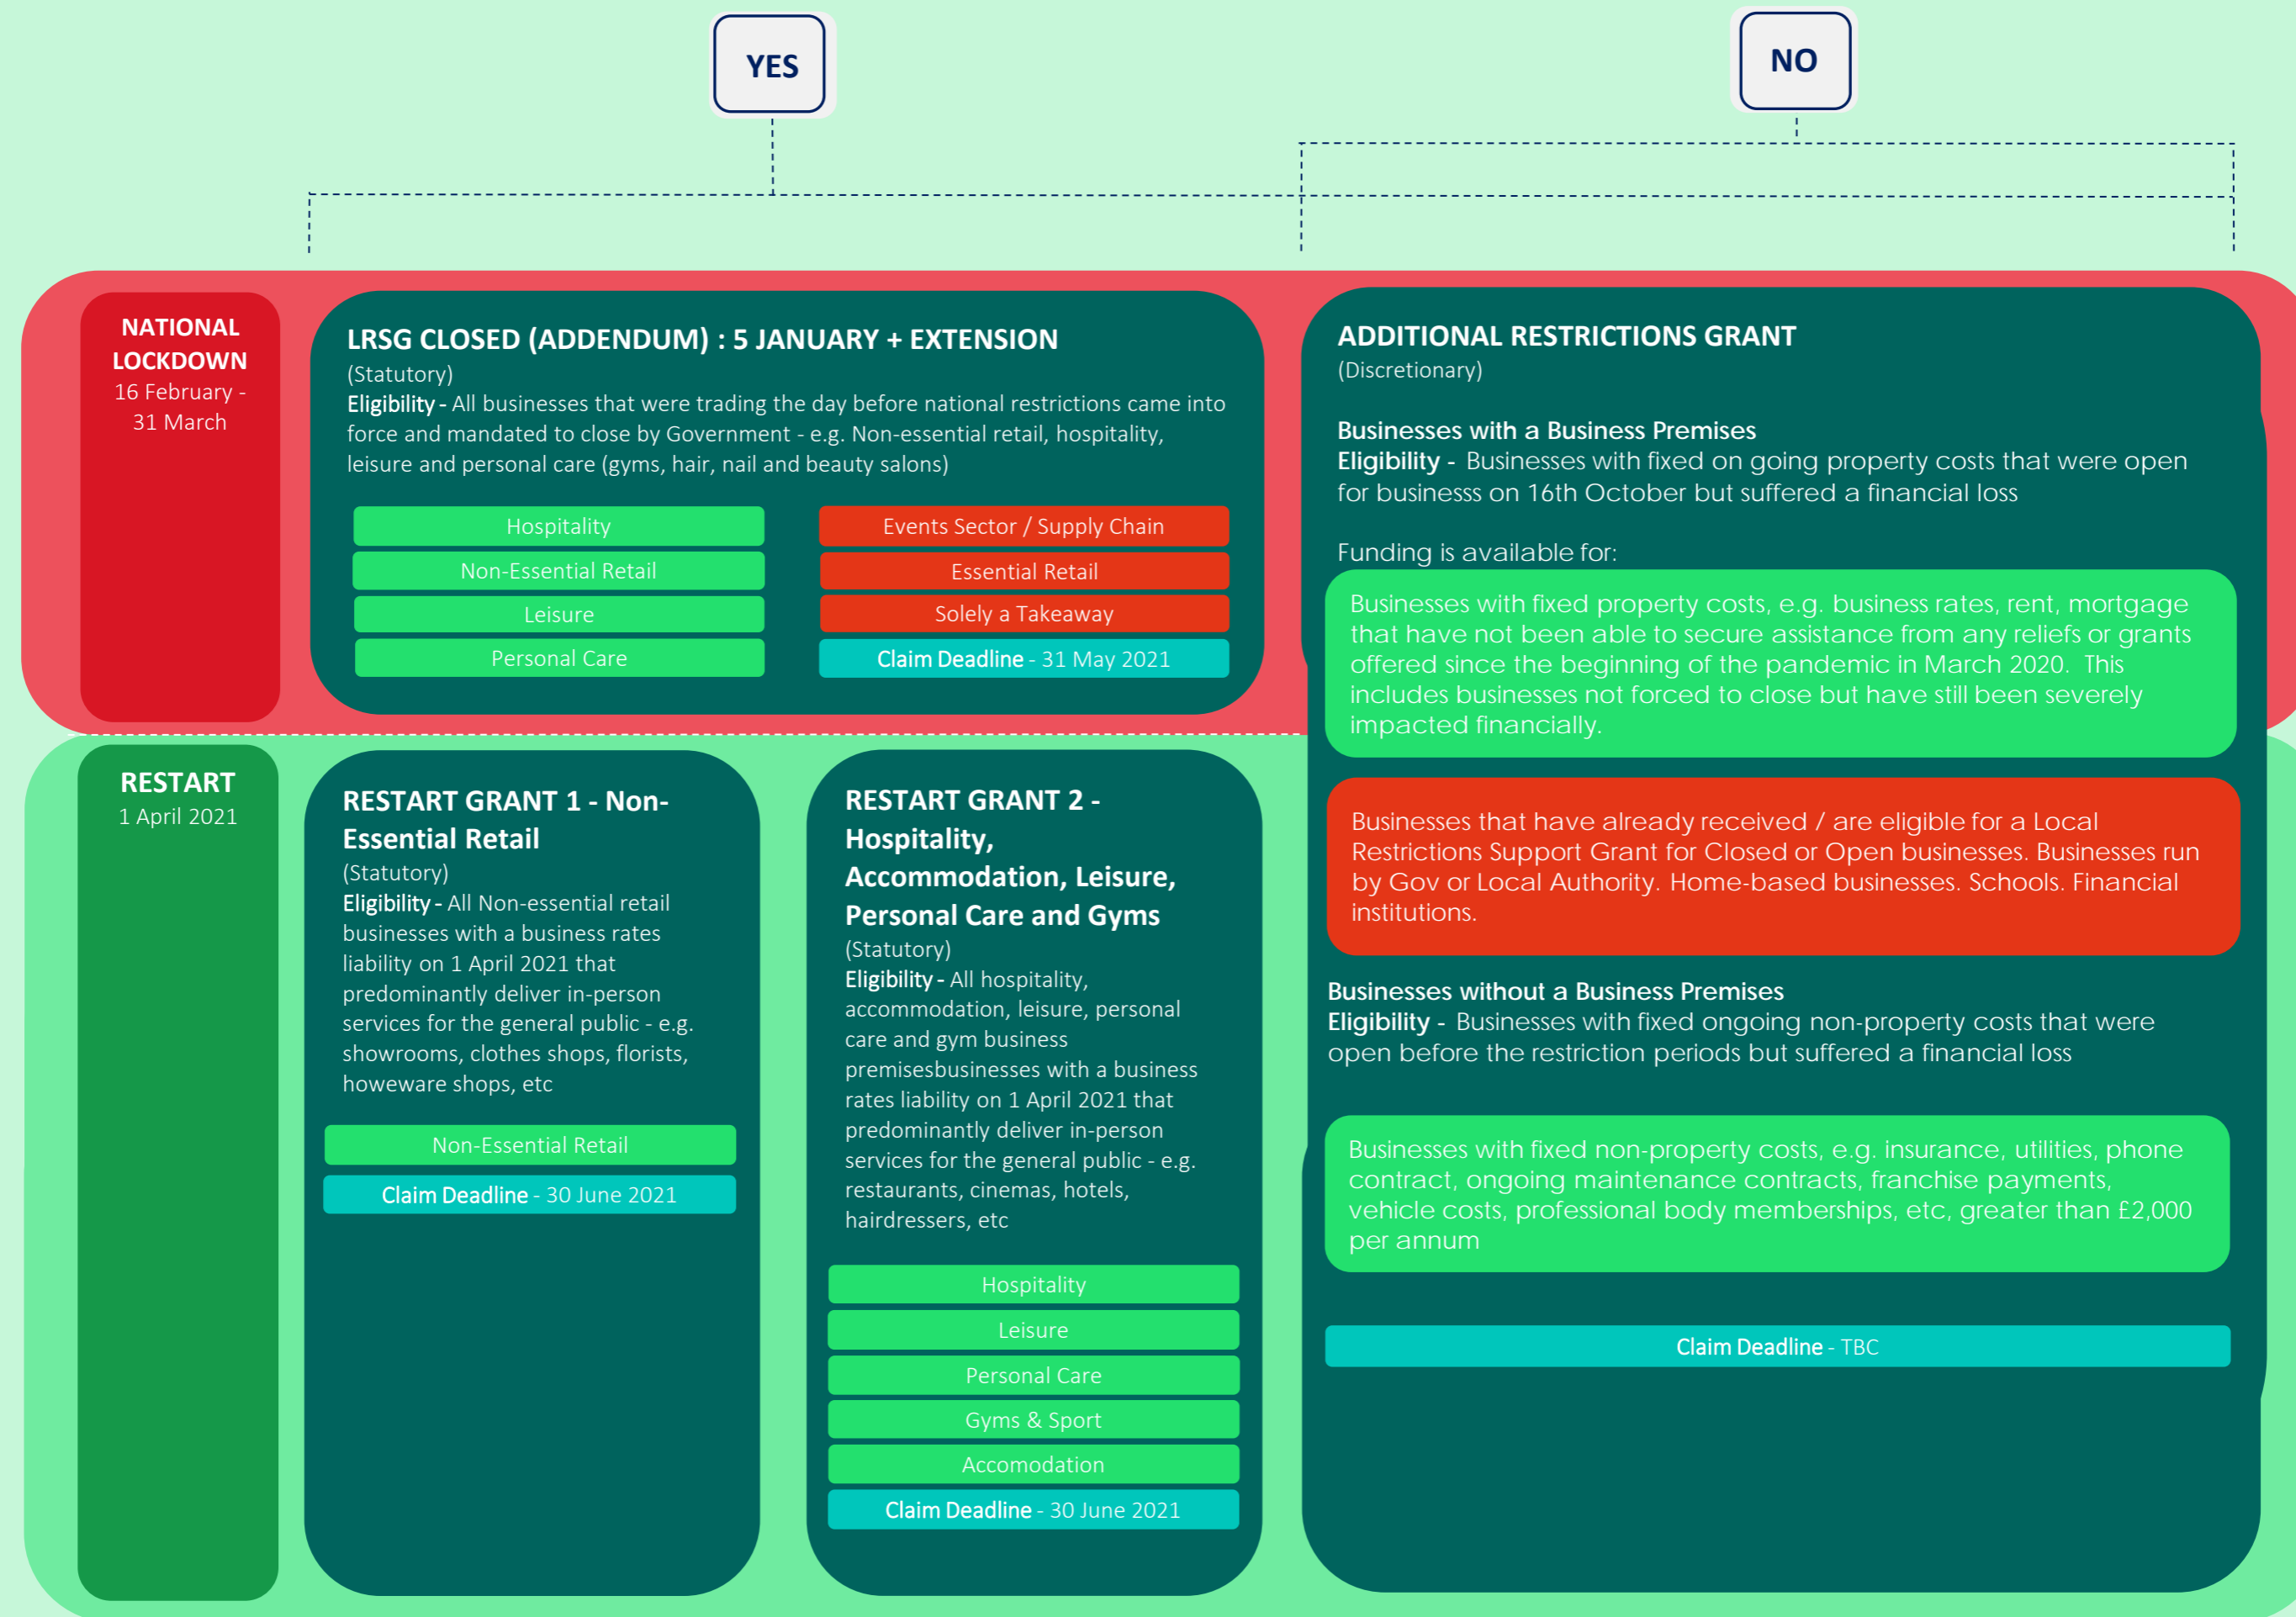 YES
NO
NATIONAL
LOCKDOWN
16 February -
31 March
LRSG CLOSED (ADDENDUM) : 5 JANUARY + EXTENSION
(Statutory)
Eligibility - All businesses that were trading the day before national restrictions came into
force and mandated to close by Government - e.g. Non-essential retail, hospitality,
leisure and personal care (gyms, hair, nail and beauty salons)
Hospitality
Non-Essential Retail
Leisure
Personal Care
Events Sector / Supply Chain
Essential Retail
Solely a Takeaway
Claim Deadline - 31 May 2021
ADDITIONAL RESTRICTIONS GRANT
(Discretionary)
Businesses with a Business Premises
Eligibility - Businesses with fixed on going property costs that were open
for businesss on 16th October but suffered a financial loss
Funding is available for:
Businesses with fixed property costs, e.g. business rates, rent, mortgage
that have not been able to secure assistance from any reliefs or grants
offered since the beginning of the pandemic in March 2020. This
includes businesses not forced to close but have still been severely
impacted financially.
Businesses that have already received / are eligible for a Local
Restrictions Support Grant for Closed or Open businesses. Businesses run
by Gov or Local Authority. Home-based businesses. Schools. Financial
institutions.
Businesses without a Business Premises
Eligibility - Businesses with fixed ongoing non-property costs that were
open before the restriction periods but suffered a financial loss
Businesses with fixed non-property costs, e.g. insurance, utilities, phone
contract, ongoing maintenance contracts, franchise payments,
vehicle costs, professional body memberships, etc, greater than £2,000
per annum
Claim Deadline - TBC
RESTART
1 April 2021
RESTART GRANT 1 - Non-
Essential Retail
(Statutory)
Eligibility - All Non-essential retail
businesses with a business rates
liability on 1 April 2021 that
predominantly deliver in-person
services for the general public - e.g.
showrooms, clothes shops, florists,
howeware shops, etc
Non-Essential Retail
Claim Deadline - 30 June 2021
RESTART GRANT 2 -
Hospitality,
Accommodation, Leisure,
Personal Care and Gyms
(Statutory)
Eligibility - All hospitality,
accommodation, leisure, personal
care and gym business
premisesbusinesses with a business
rates liability on 1 April 2021 that
predominantly deliver in-person
services for the general public - e.g.
restaurants, cinemas, hotels,
hairdressers, etc
Hospitality
Leisure
Personal Care
Gyms & Sport
Accomodation
Claim Deadline - 30 June 2021